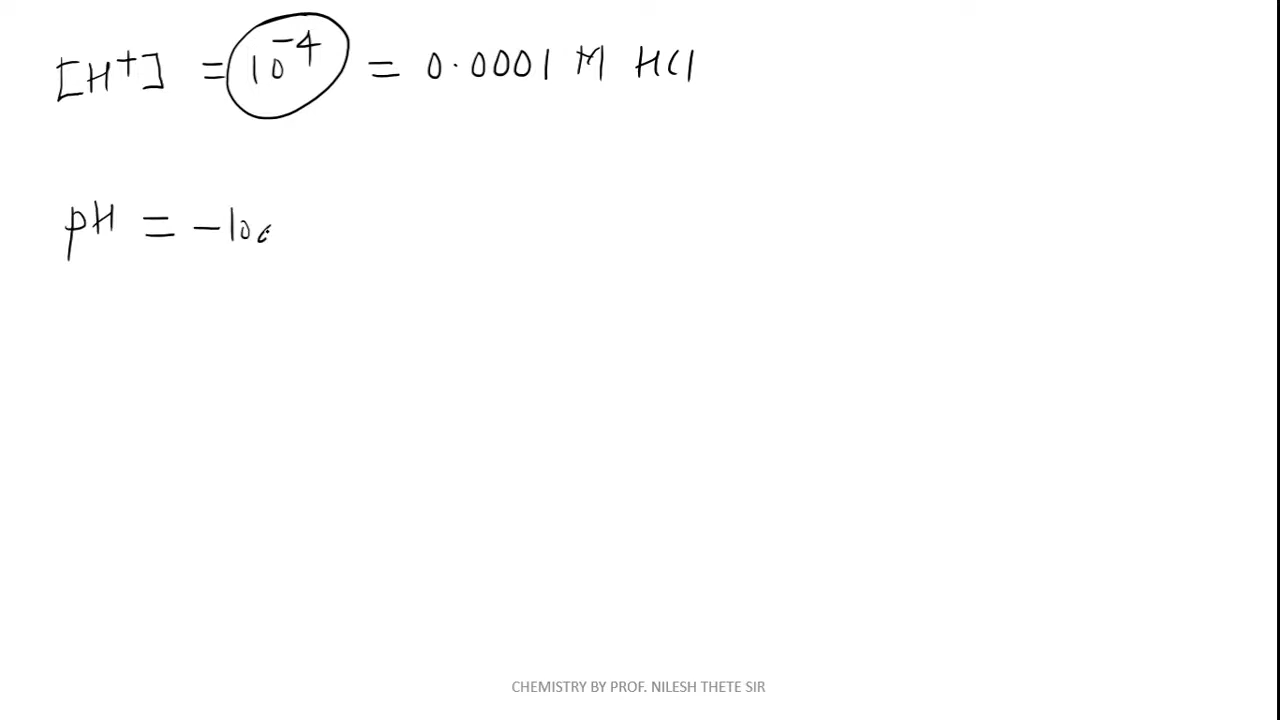 [H⁺] = 10⁻⁴ = 0.0001 M HCl
pH = -lo
CHEMISTRY BY PROF. NILESH THETE SIR